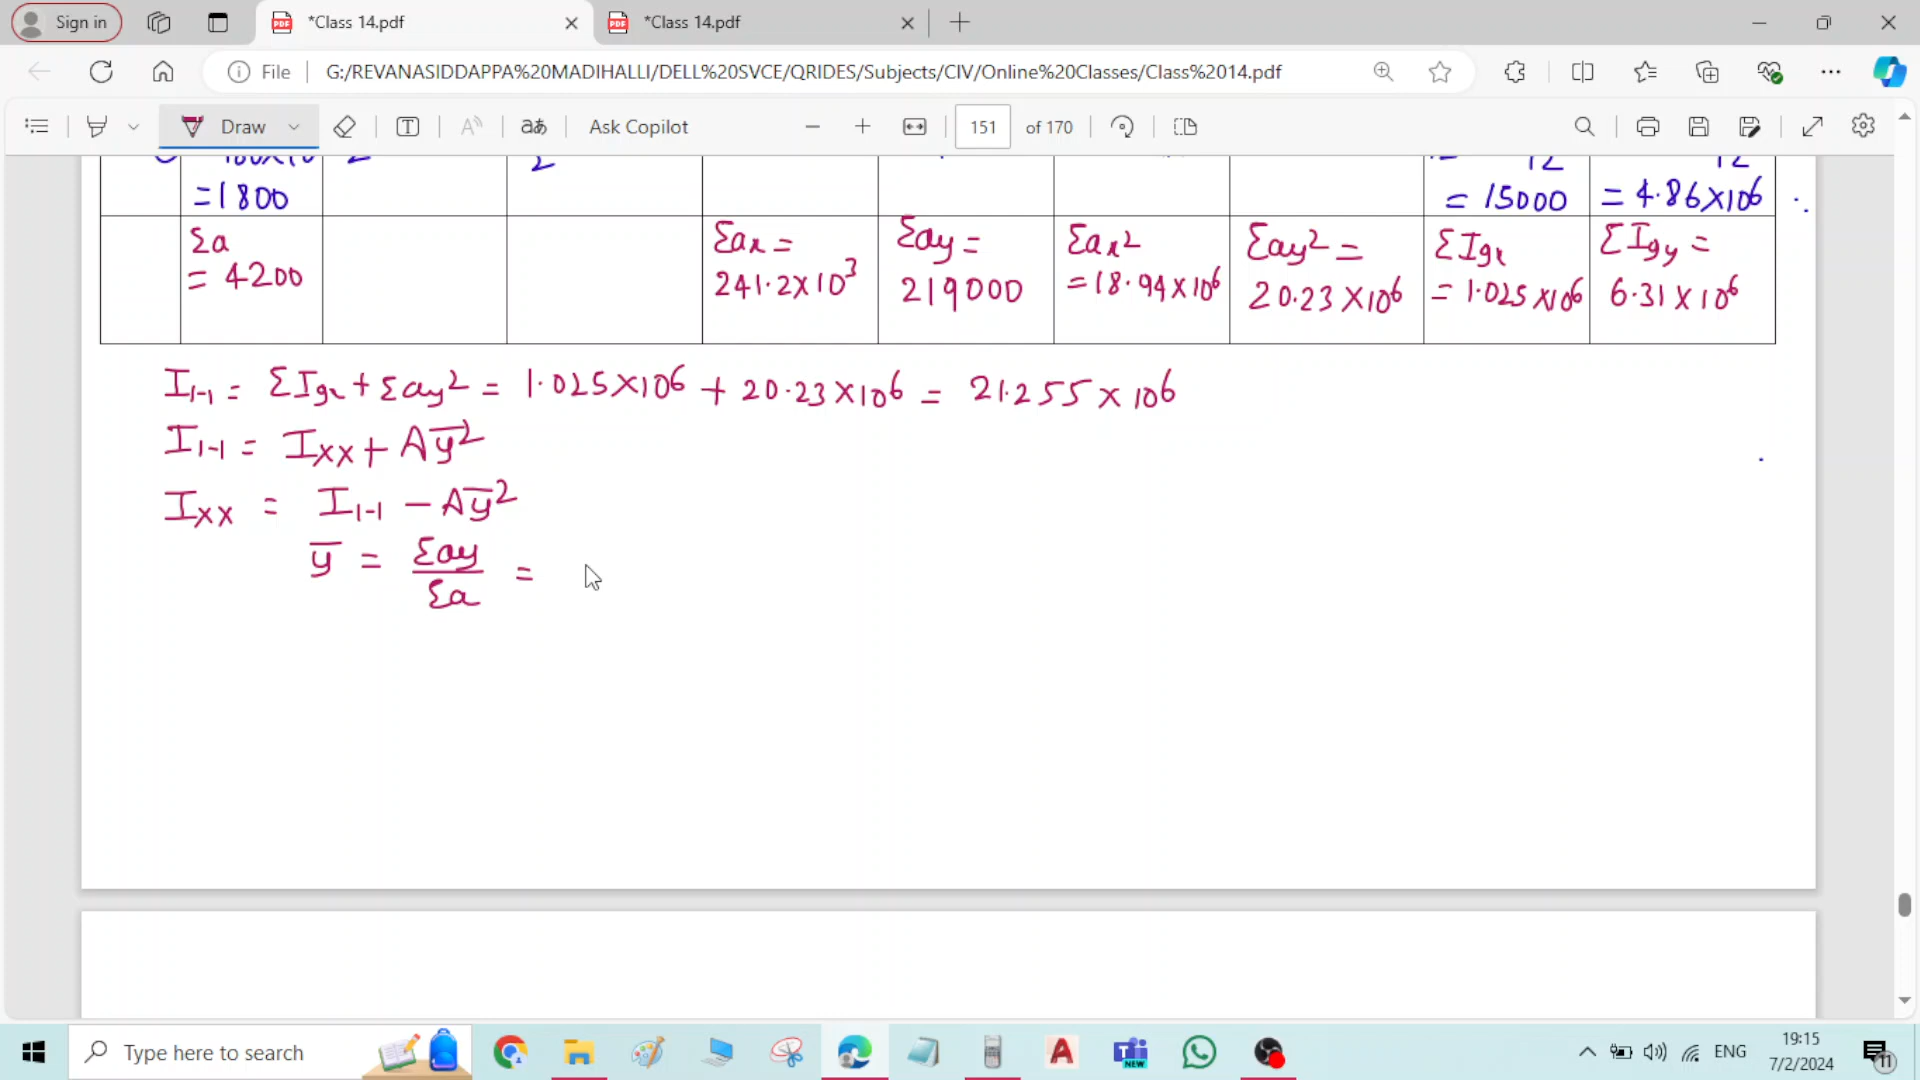 Sign in
*Class 14.pdf
*Class 14.pdf
File
G:/REVANASIDDAPPA%20MADIHALLI/DELL%20SVCE/QRIDES/Subjects/CIV/Online%20Classes/Class%2014.pdf
Draw
Ask Copilot
151 of 170
=1800
= 15000
= 4.86×10⁶
Σa = 4200
Σax = 241.2×10³
Σay = 219000
Σax² = 18.94×10⁶
Σay² = 20.23×10⁶
ΣIgx = 1.025×10⁶
ΣIgy = 6.31×10⁶
I₁₋₁ = ΣIgx + Σay² = 1.025×10⁶ + 20.23×10⁶ = 21.255×10⁶
I₁₋₁ = Ixx + Aȳ²
Ixx = I₁₋₁ − Aȳ²
ȳ = Σay / Σa =
Type here to search
NEW
ENG
19:15
7/2/2024
11